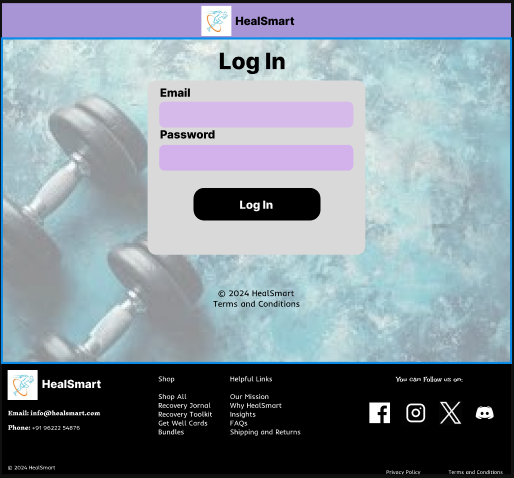 HealSmart
Log In
Email
Password
Log In
© 2024 HealSmart
Terms and Conditions
HealSmart
Email: info@healsmart.com
Phone: +91 96222 54876
© 2024 HealSmart
Shop
Shop All
Recovery Jornal
Recovery Toolkit
Get Well Cards
Bundles
Helpful Links
Our Mission
Why HealSmart
Insights
FAQs
Shipping and Returns
You can Follow us on:
Privacy Policy
Terms and Conditions